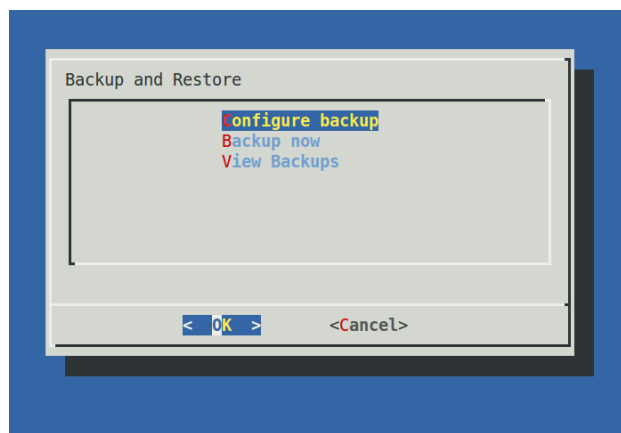 Backup and Restore
Configure backup
Backup now
View Backups
<  OK  > <Cancel>